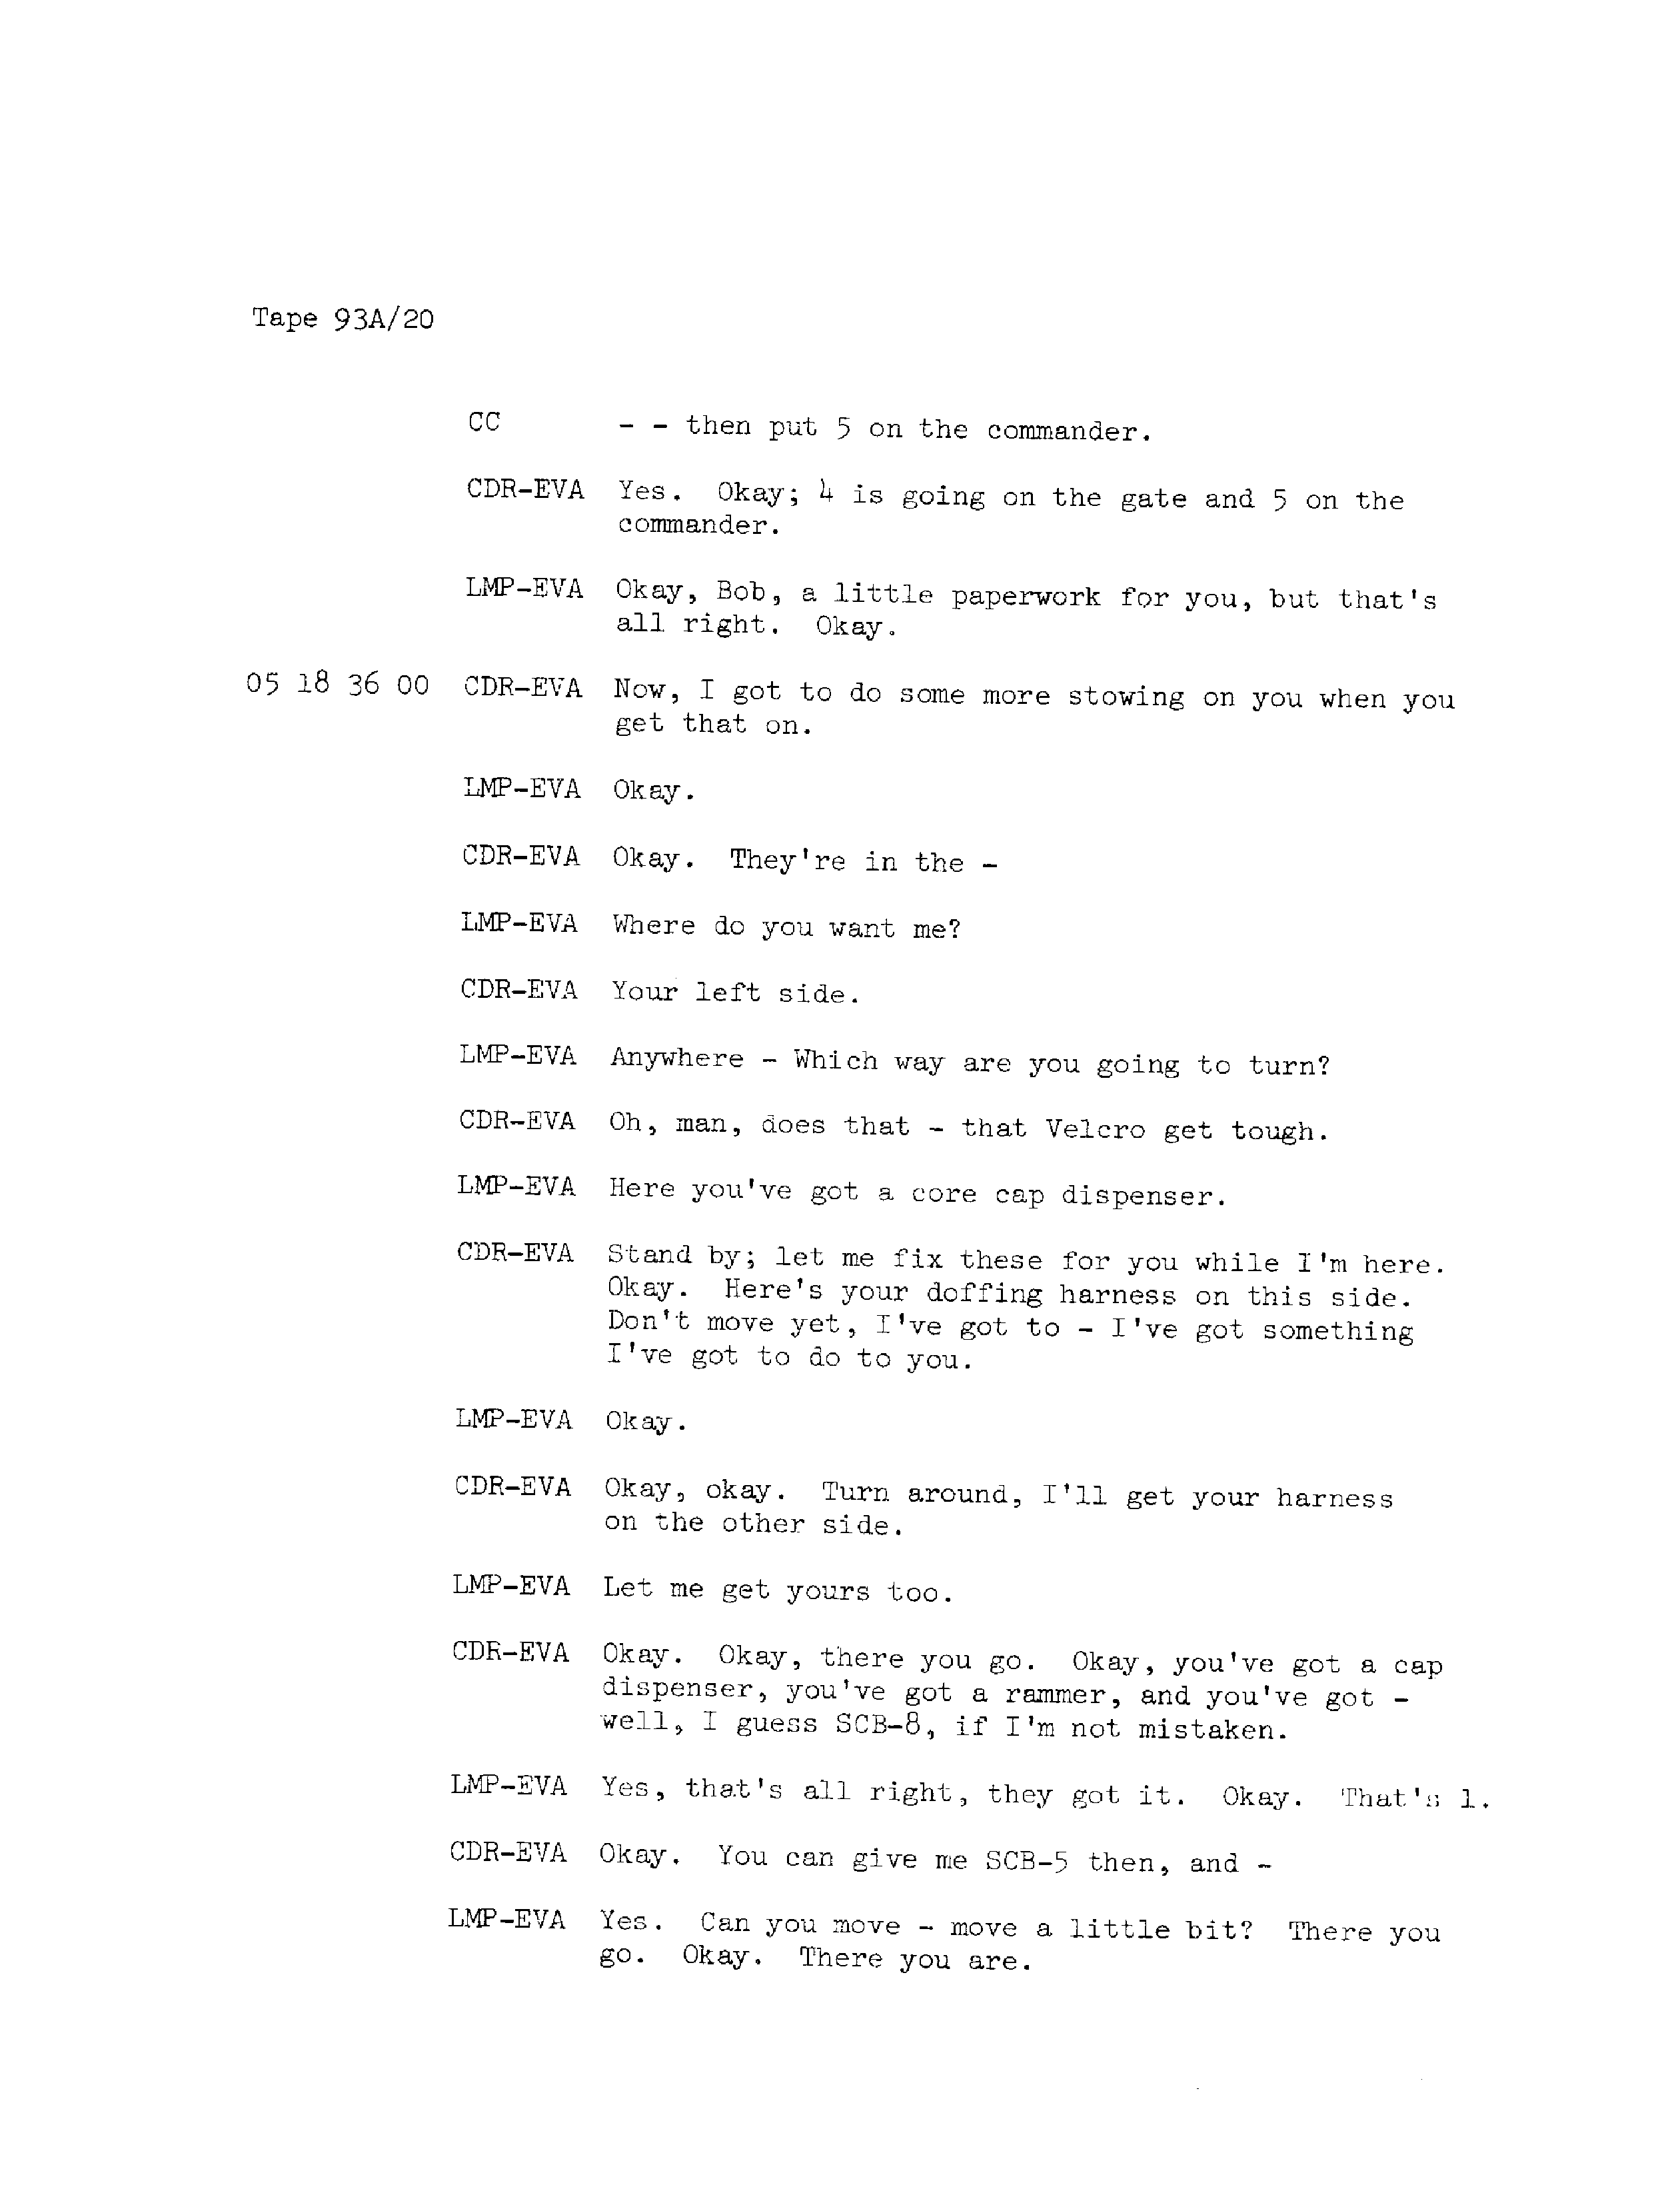 Tape 93A/20
CC - - then put 5 on the commander.
CDR-EVA Yes. Okay; 4 is going on the gate and 5 on the
commander.
LMP-EVA Okay, Bob, a little paperwork for you, but that's
all right. Okay.
05 18 36 00 CDR-EVA Now, I got to do some more stowing on you when you
get that on.
LMP-EVA Okay.
CDR-EVA Okay. They're in the -
LMP-EVA Where do you want me?
CDR-EVA Your left side.
LMP-EVA Anywhere - Which way are you going to turn?
CDR-EVA Oh, man, does that - that Velcro get tough.
LMP-EVA Here you've got a core cap dispenser.
CDR-EVA Stand by; let me fix these for you while I'm here.
Okay. Here's your doffing harness on this side.
Don't move yet, I've got to - I've got something
I've got to do to you.
LMP-EVA Okay.
CDR-EVA Okay, okay. Turn around, I'll get your harness
on the other side.
LMP-EVA Let me get yours too.
CDR-EVA Okay. Okay, there you go. Okay, you've got a cap
dispenser, you've got a rammer, and you've got -
well, I guess SCB-8, if I'm not mistaken.
LMP-EVA Yes, that's all right, they got it. Okay. That's 1.
CDR-EVA Okay. You can give me SCB-5 then, and -
LMP-EVA Yes. Can you move - move a little bit? There you
go. Okay. There you are.